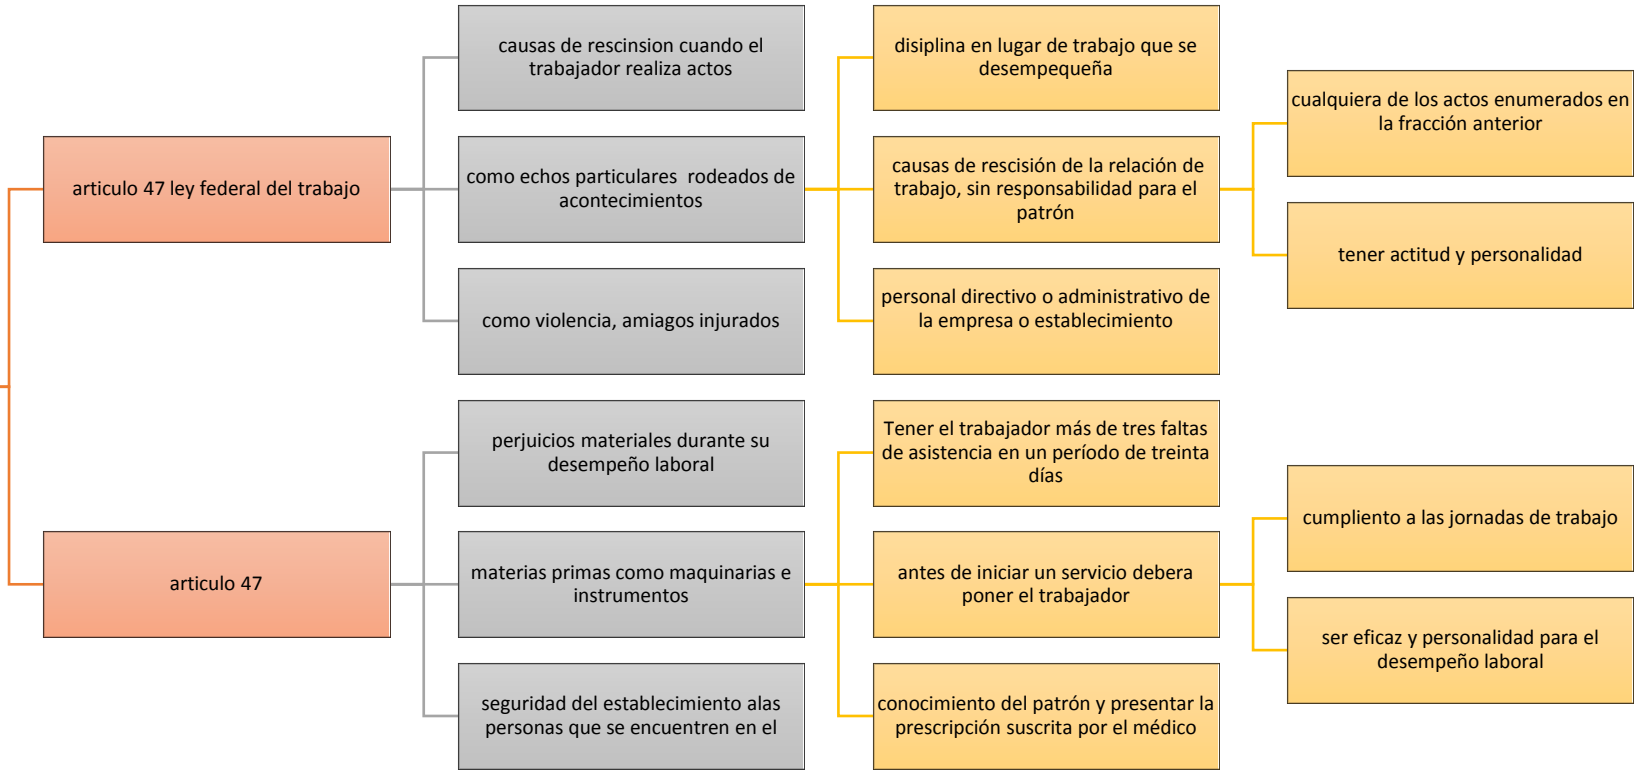 articulo 47 ley federal del trabajo
causas de rescinsion cuando el
trabajador realiza actos
como echos particulares  rodeados de
acontecimientos
como violencia, amiagos injurados
disiplina en lugar de trabajo que se
desempequeña
causas de rescisión de la relación de
trabajo, sin responsabilidad para el
patrón
personal directivo o administrativo de
la empresa o establecimiento
cualquiera de los actos enumerados en
la fracción anterior
tener actitud y personalidad
articulo 47
perjuicios materiales durante su
desempeño laboral
materias primas como maquinarias e
instrumentos
seguridad del establecimiento alas
personas que se encuentren en el
Tener el trabajador más de tres faltas
de asistencia en un período de treinta
días
antes de iniciar un servicio debera
poner el trabajador
conocimiento del patrón y presentar la
prescripción suscrita por el médico
cumpliento a las jornadas de trabajo
ser eficaz y personalidad para el
desempeño laboral